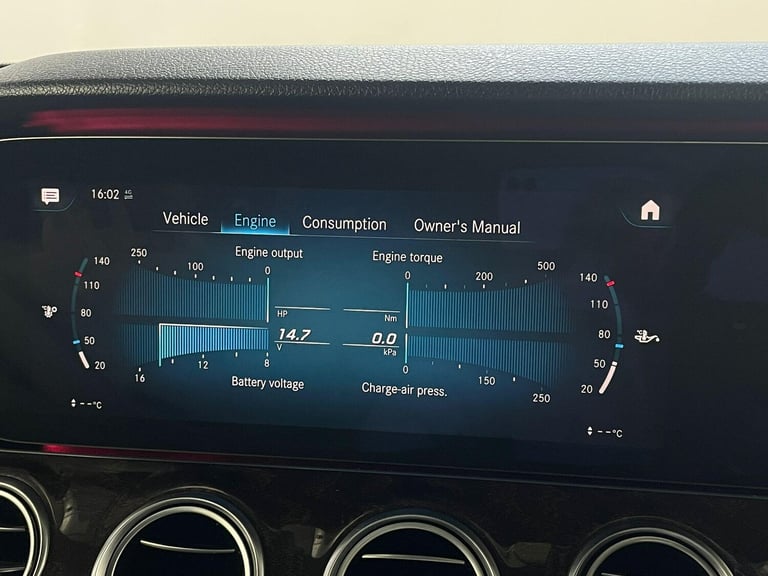 16:02 4G
Vehicle Engine Consumption Owner's Manual
Engine output Engine torque
250 100 0 0 200 500
140 110 80 50 20
140 110 80 50 20
HP Nm
14.7 0.0
V kPa
16 12 8 0 150 250
Battery voltage Charge-air press.
--°C
--°C